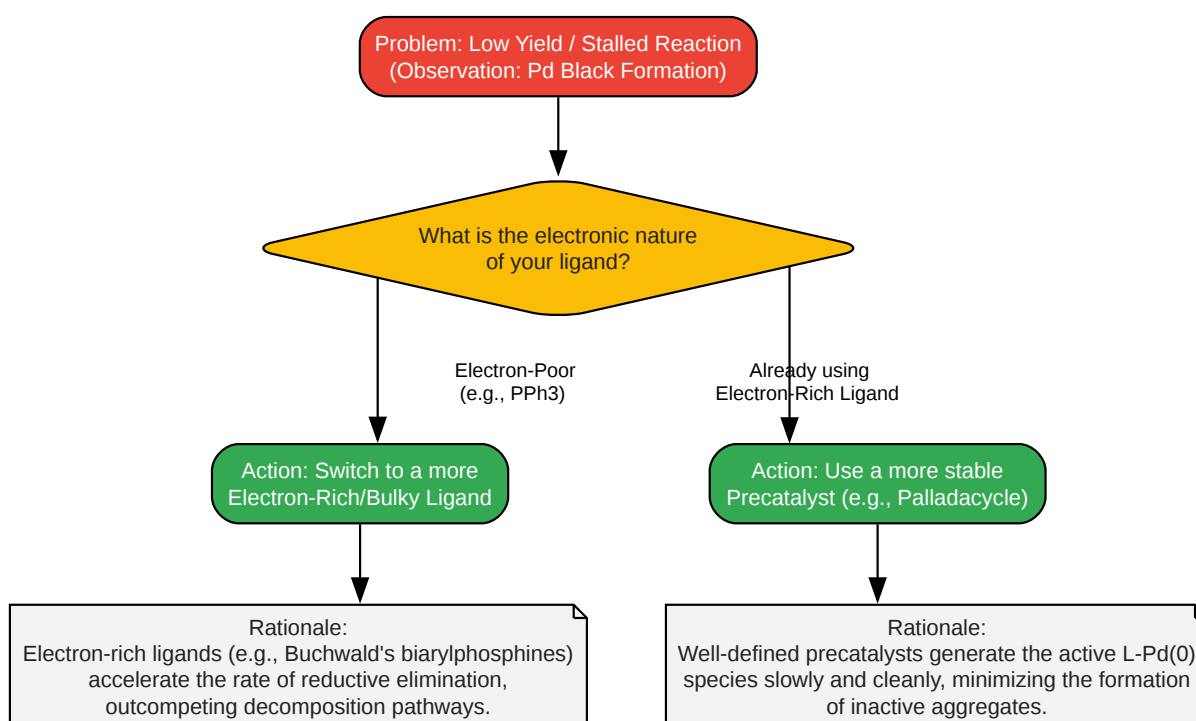 Problem: Low Yield / Stalled Reaction
(Observation: Pd Black Formation)
What is the electronic nature
of your ligand?
Electron-Poor
(e.g., PPh3)
Already using
Electron-Rich Ligand
Action: Switch to a more
Electron-Rich/Bulky Ligand
Action: Use a more stable
Precatalyst (e.g., Palladacycle)
Rationale:
Electron-rich ligands (e.g., Buchwald's biarylphosphines)
accelerate the rate of reductive elimination,
outcompeting decomposition pathways.
Rationale:
Well-defined precatalysts generate the active L-Pd(0)
species slowly and cleanly, minimizing the formation
of inactive aggregates.